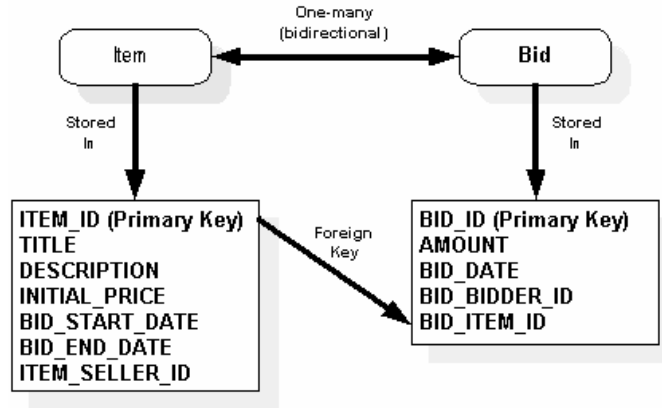 One-many
(bidirectional)
Item
Bid
Stored
In
Stored
In
ITEM_ID (Primary Key)
TITLE
DESCRIPTION
INITIAL_PRICE
BID_START_DATE
BID_END_DATE
ITEM_SELLER_ID
Foreign
Key
BID_ID (Primary Key)
AMOUNT
BID_DATE
BID_BIDDER_ID
BID_ITEM_ID